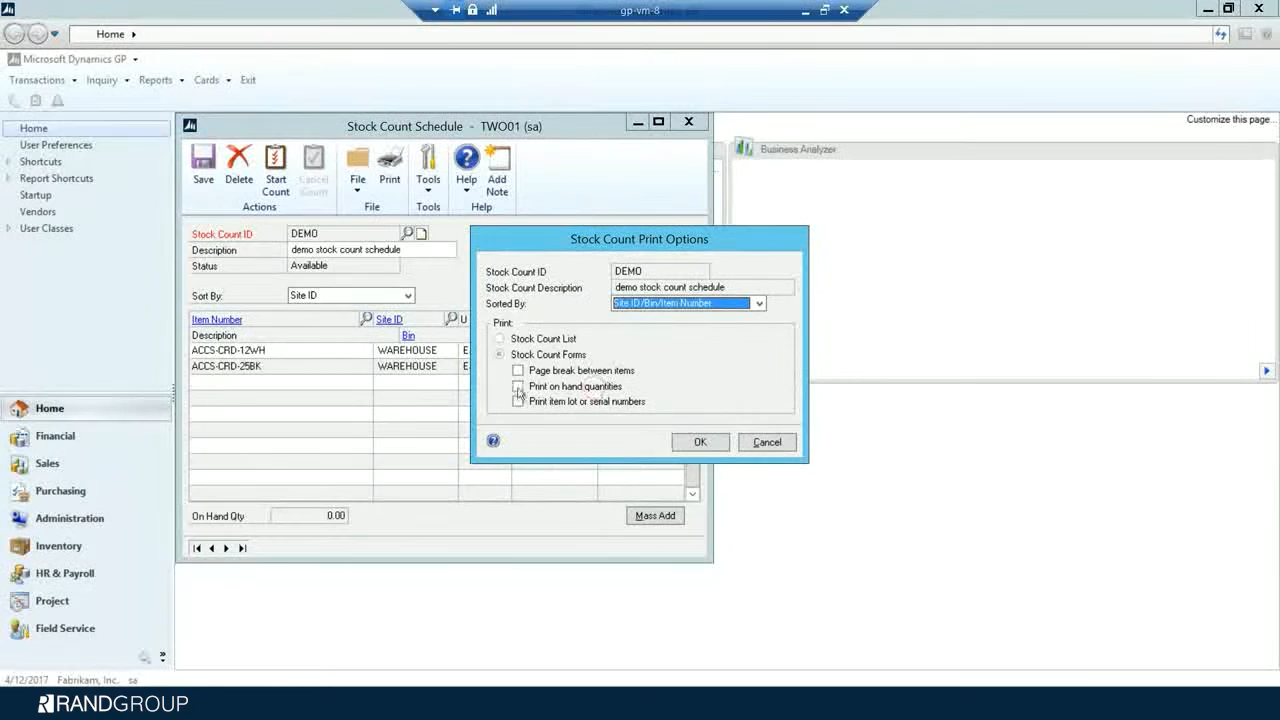 gp-vm-8
Home
Microsoft Dynamics GP
Transactions Inquiry Reports Cards Exit
Customize this page...
Home
User Preferences
Shortcuts
Report Shortcuts
Startup
Vendors
User Classes
Home
Financial
Sales
Purchasing
Administration
Inventory
HR & Payroll
Project
Field Service
Business Analyzer
Stock Count Schedule - TWO01 (sa)
Save Delete Start Count Cancel Count File Print Tools Help Add Note
Actions File Tools Help
Stock Count ID DEMO
Description demo stock count schedule
Status Available
Sort By: Site ID
Item Number Site ID U
Description Bin
ACCS-CRD-12WH WAREHOUSE E
ACCS-CRD-25BK WAREHOUSE E
On Hand Qty 0.00 Mass Add
Stock Count Print Options
Stock Count ID DEMO
Stock Count Description demo stock count schedule
Sorted By: Site ID/Bin/Item Number
Print:
Stock Count List
Stock Count Forms
Page break between items
Print on hand quantities
Print item lot or serial numbers
OK Cancel
4/12/2017 Fabrikam, Inc. sa
RANDGROUP